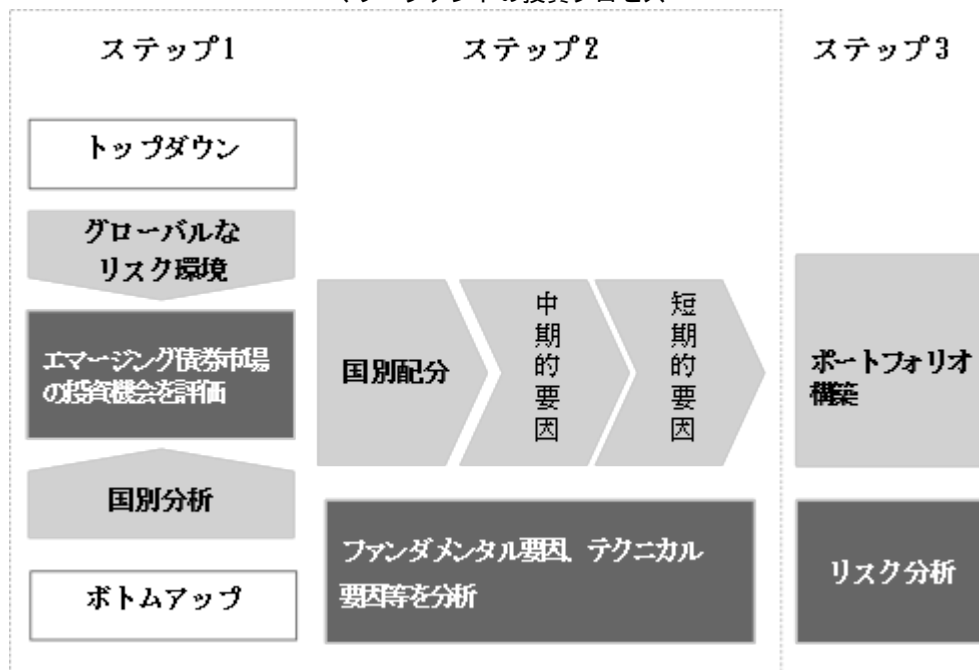 ステップ1
ステップ2
ステップ3
トップダウン
グローバルな
リスク環境
エマージング債券市場
の投資機会を評価
国別分析
ボトムアップ
国別配分
中期的要因
短期的要因
ファンダメンタル要因、テクニカル
要因等を分析
ポートフォリオ
構築
リスク分析